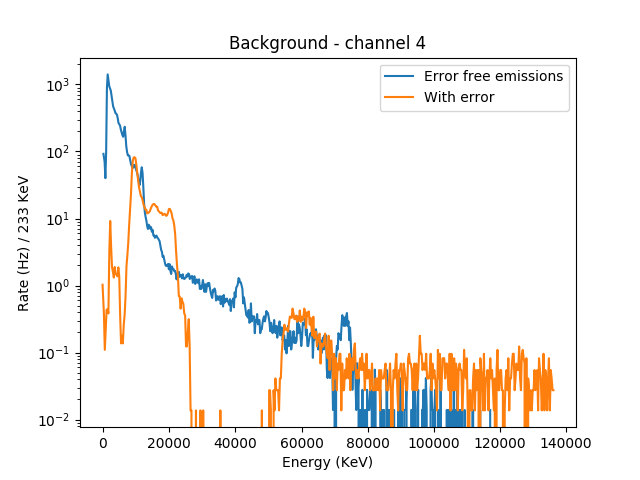 Background - channel 4
Error free emissions
With error
Rate (Hz) / 233 KeV
10³
10²
10¹
10⁰
10⁻¹
10⁻²
0 20000 40000 60000 80000 100000 120000 140000
Energy (KeV)